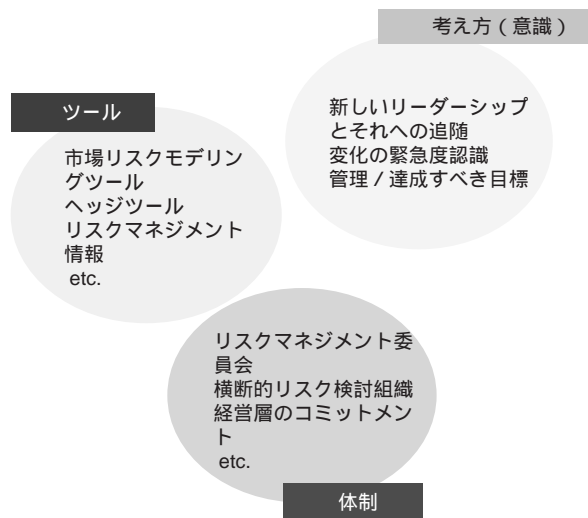 考え方（意識）
新しいリーダーシップ
とそれへの追随
変化の緊急度認識
管理／達成すべき目標
ツール
市場リスクモデリン
グツール
ヘッジツール
リスクマネジメント
情報
etc.
リスクマネジメント委
員会
横断的リスク検討組織
経営層のコミットメン
ト
etc.
体制